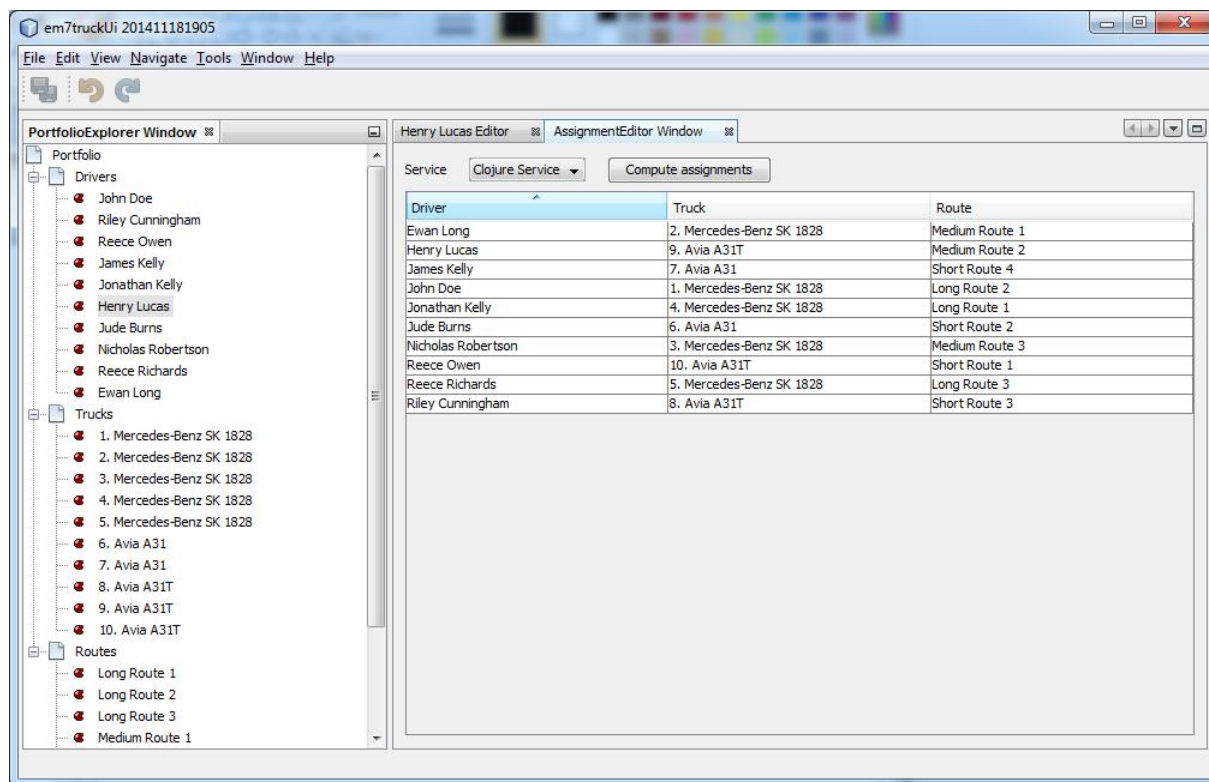 em7truckUi 201411181905
File Edit View Navigate Tools Window Help
PortfolioExplorer Window
Portfolio
Drivers
John Doe
Riley Cunningham
Reece Owen
James Kelly
Jonathan Kelly
Henry Lucas
Jude Burns
Nicholas Robertson
Reece Richards
Ewan Long
Trucks
1. Mercedes-Benz SK 1828
2. Mercedes-Benz SK 1828
3. Mercedes-Benz SK 1828
4. Mercedes-Benz SK 1828
5. Mercedes-Benz SK 1828
6. Avia A31
7. Avia A31
8. Avia A31T
9. Avia A31T
10. Avia A31T
Routes
Long Route 1
Long Route 2
Long Route 3
Medium Route 1
Henry Lucas Editor AssignmentEditor Window
Service Clojure Service Compute assignments
Driver Truck Route
Ewan Long 2. Mercedes-Benz SK 1828 Medium Route 1
Henry Lucas 9. Avia A31T Medium Route 2
James Kelly 7. Avia A31 Short Route 4
John Doe 1. Mercedes-Benz SK 1828 Long Route 2
Jonathan Kelly 4. Mercedes-Benz SK 1828 Long Route 1
Jude Burns 6. Avia A31 Short Route 2
Nicholas Robertson 3. Mercedes-Benz SK 1828 Medium Route 3
Reece Owen 10. Avia A31T Short Route 1
Reece Richards 5. Mercedes-Benz SK 1828 Long Route 3
Riley Cunningham 8. Avia A31T Short Route 3